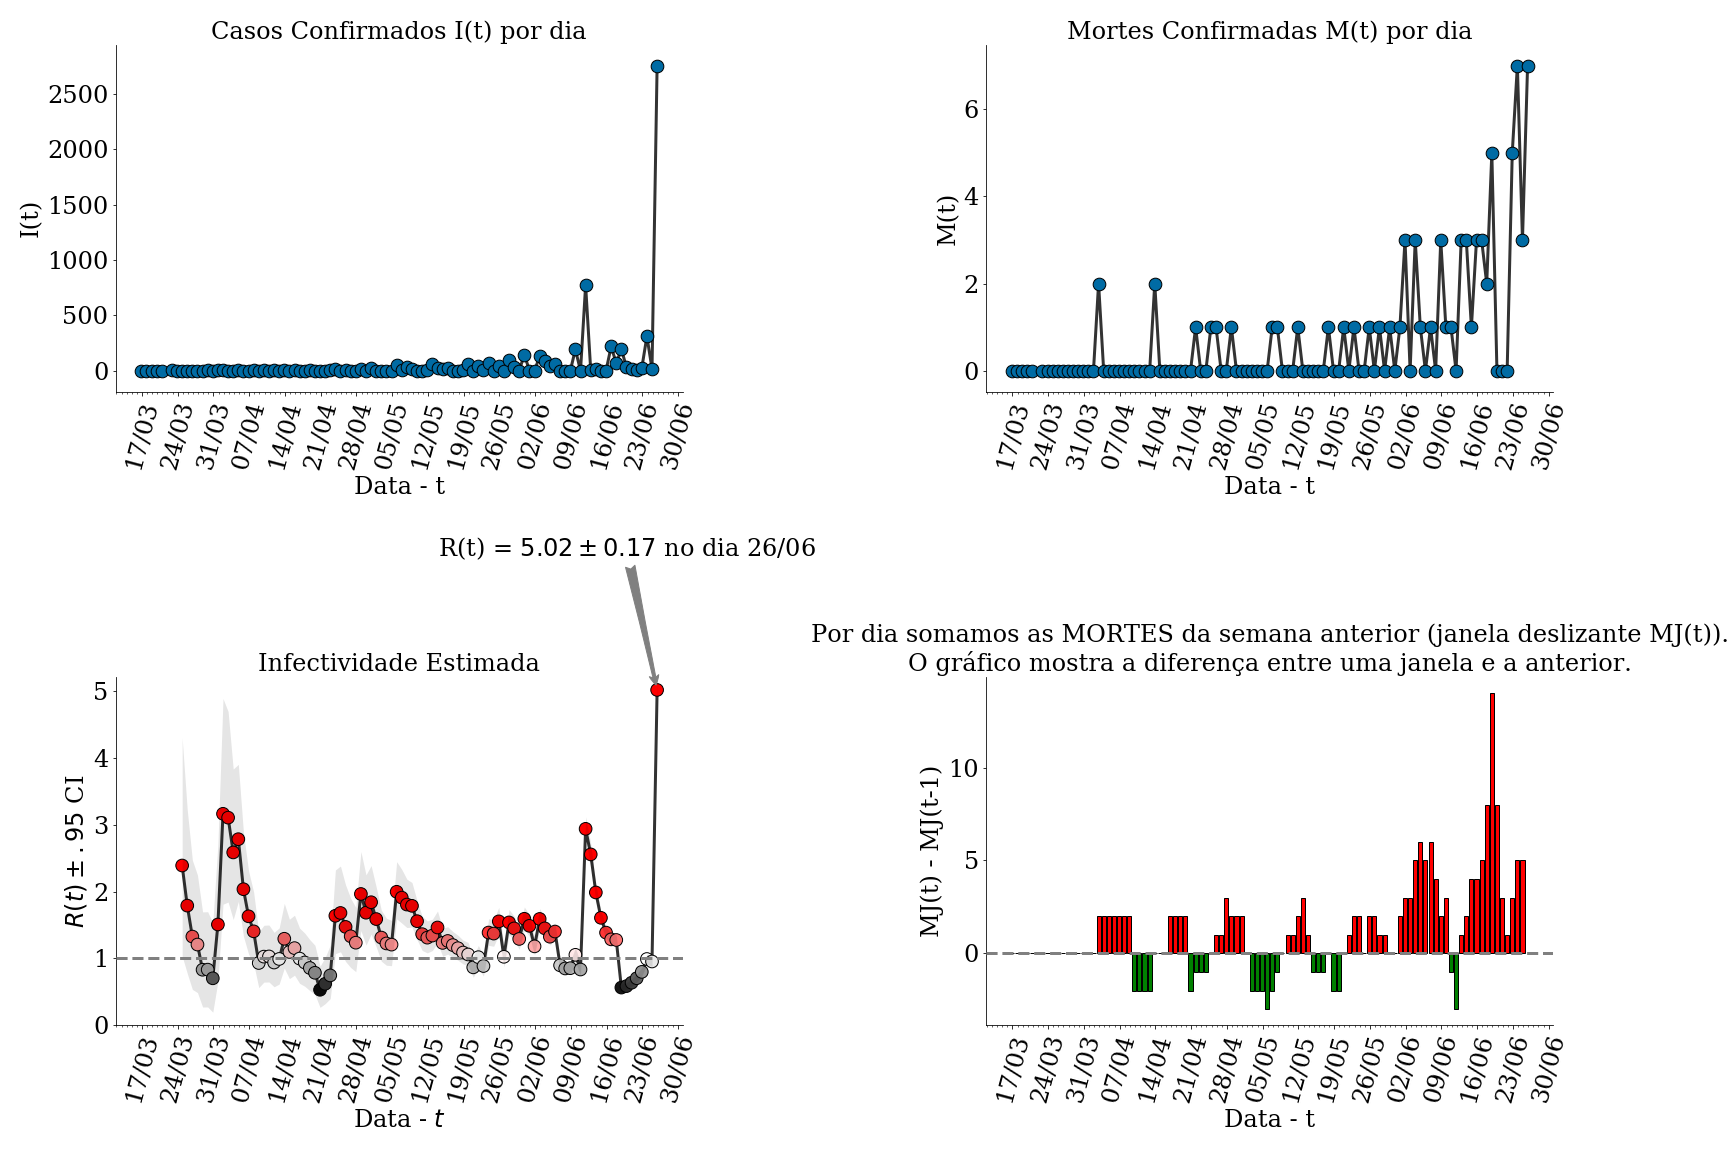 Casos Confirmados I(t) por dia
I(t)
2500
2000
1500
1000
500
0
17/03 24/03 31/03 07/04 14/04 21/04 28/04 05/05 12/05 19/05 26/05 02/06 09/06 16/06 23/06 30/06
Data - t
Mortes Confirmadas M(t) por dia
M(t)
6
4
2
0
17/03 24/03 31/03 07/04 14/04 21/04 28/04 05/05 12/05 19/05 26/05 02/06 09/06 16/06 23/06 30/06
Data - t
R(t) = 5.02 ± 0.17 no dia 26/06
Infectividade Estimada
R(t) ± .95 CI
5
4
3
2
1
0
17/03 24/03 31/03 07/04 14/04 21/04 28/04 05/05 12/05 19/05 26/05 02/06 09/06 16/06 23/06 30/06
Data - t
Por dia somamos as MORTES da semana anterior (janela deslizante MJ(t)).
O gráfico mostra a diferença entre uma janela e a anterior.
MJ(t) - MJ(t-1)
10
5
0
17/03 24/03 31/03 07/04 14/04 21/04 28/04 05/05 12/05 19/05 26/05 02/06 09/06 16/06 23/06 30/06
Data - t